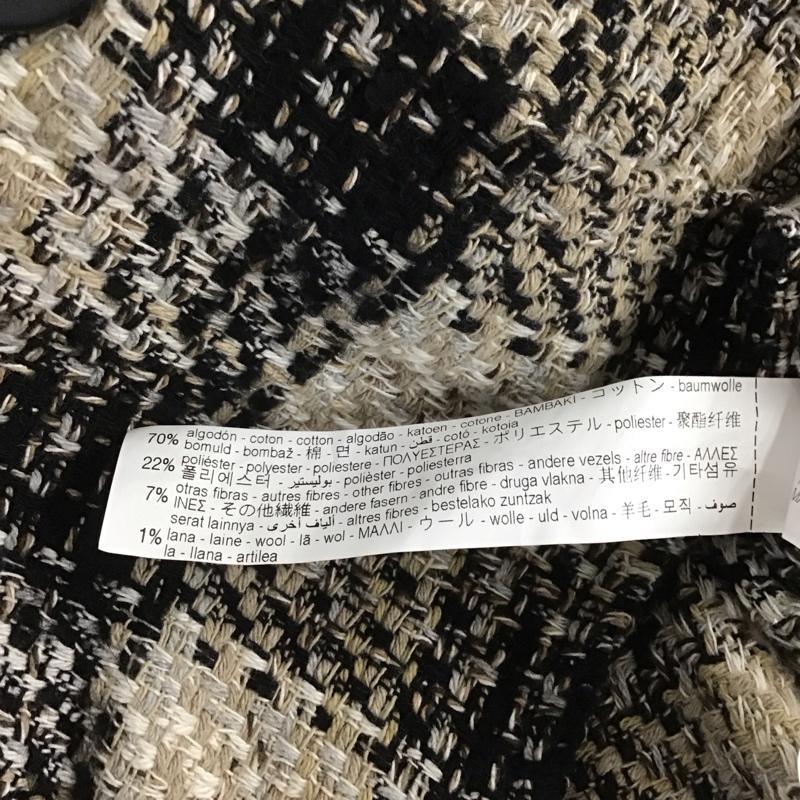 70% algodón - coton - cotton - algodão - katoen - cotone - ΒΑΜΒΑΚΙ - コットン - baumwolle
bomuld - bombaž - 棉 - 면 - katun - قطن - cotó - kotoia
22% poliéster - polyester - poliestere - ΠΟΛΥΕΣΤΕΡΑΣ - ポリエステル - poliester - 聚酯纤维
폴리에스터 - بوليستير - polièster - poliesterra
7% otras fibras - autres fibres - other fibres - outras fibras - andere vezels - altre fibre - ΑΛΛΕΣ
ΙΝΕΣ - その他繊維 - andere fasern - andre fibre - druga vlakna - 其他纤维 - 기타섬유
serat lainnya - ألياف أخرى - altres fibres - bestelako zuntzak
1% lana - laine - wool - lã - wol - ΜΑΛΛΙ - ウール - wolle - uld - volna - 羊毛 - 모직 - صوف -
la - llana - artilea